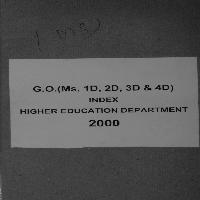 G.O.(Ms, 1D, 2D, 3D & 4D)
INDEX
HIGHER EDUCATION DEPARTMENT
2000